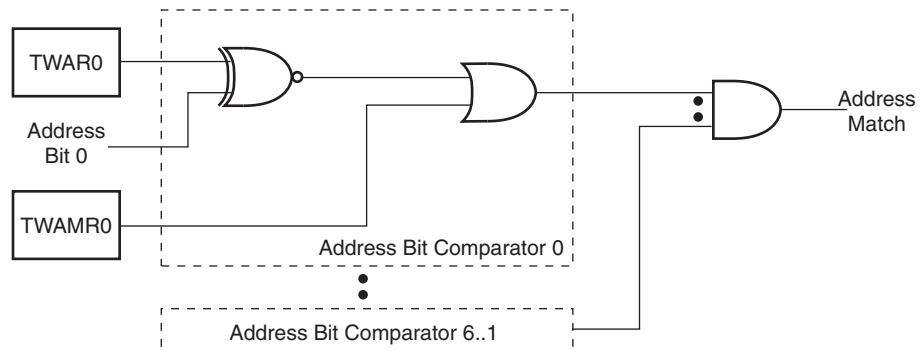 TWAR0
Address
Bit 0
TWAMR0
Address Bit Comparator 0
Address Bit Comparator 6..1
Address
Match